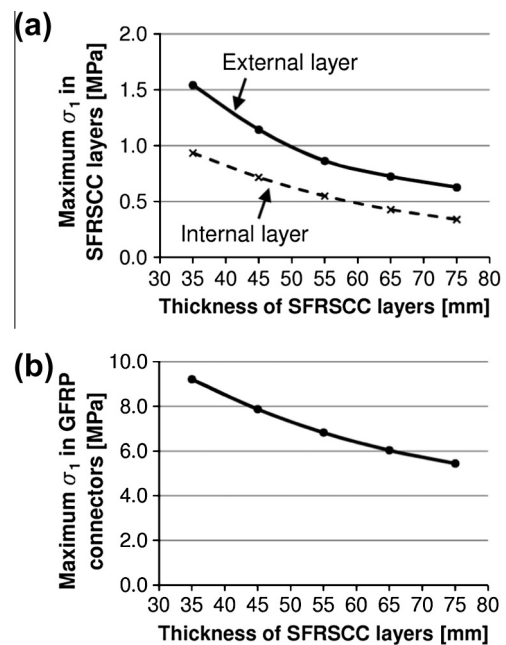 (a)
Maximum σ1 in
SFRSCC layers [MPa]
2.0
1.5
1.0
0.5
0.0
External layer
Internal layer
30 35 40 45 50 55 60 65 70 75 80
Thickness of SFRSCC layers [mm]
(b)
Maximum σ1 in GFRP
connectors [MPa]
10.0
8.0
6.0
4.0
2.0
0.0
30 35 40 45 50 55 60 65 70 75 80
Thickness of SFRSCC layers [mm]